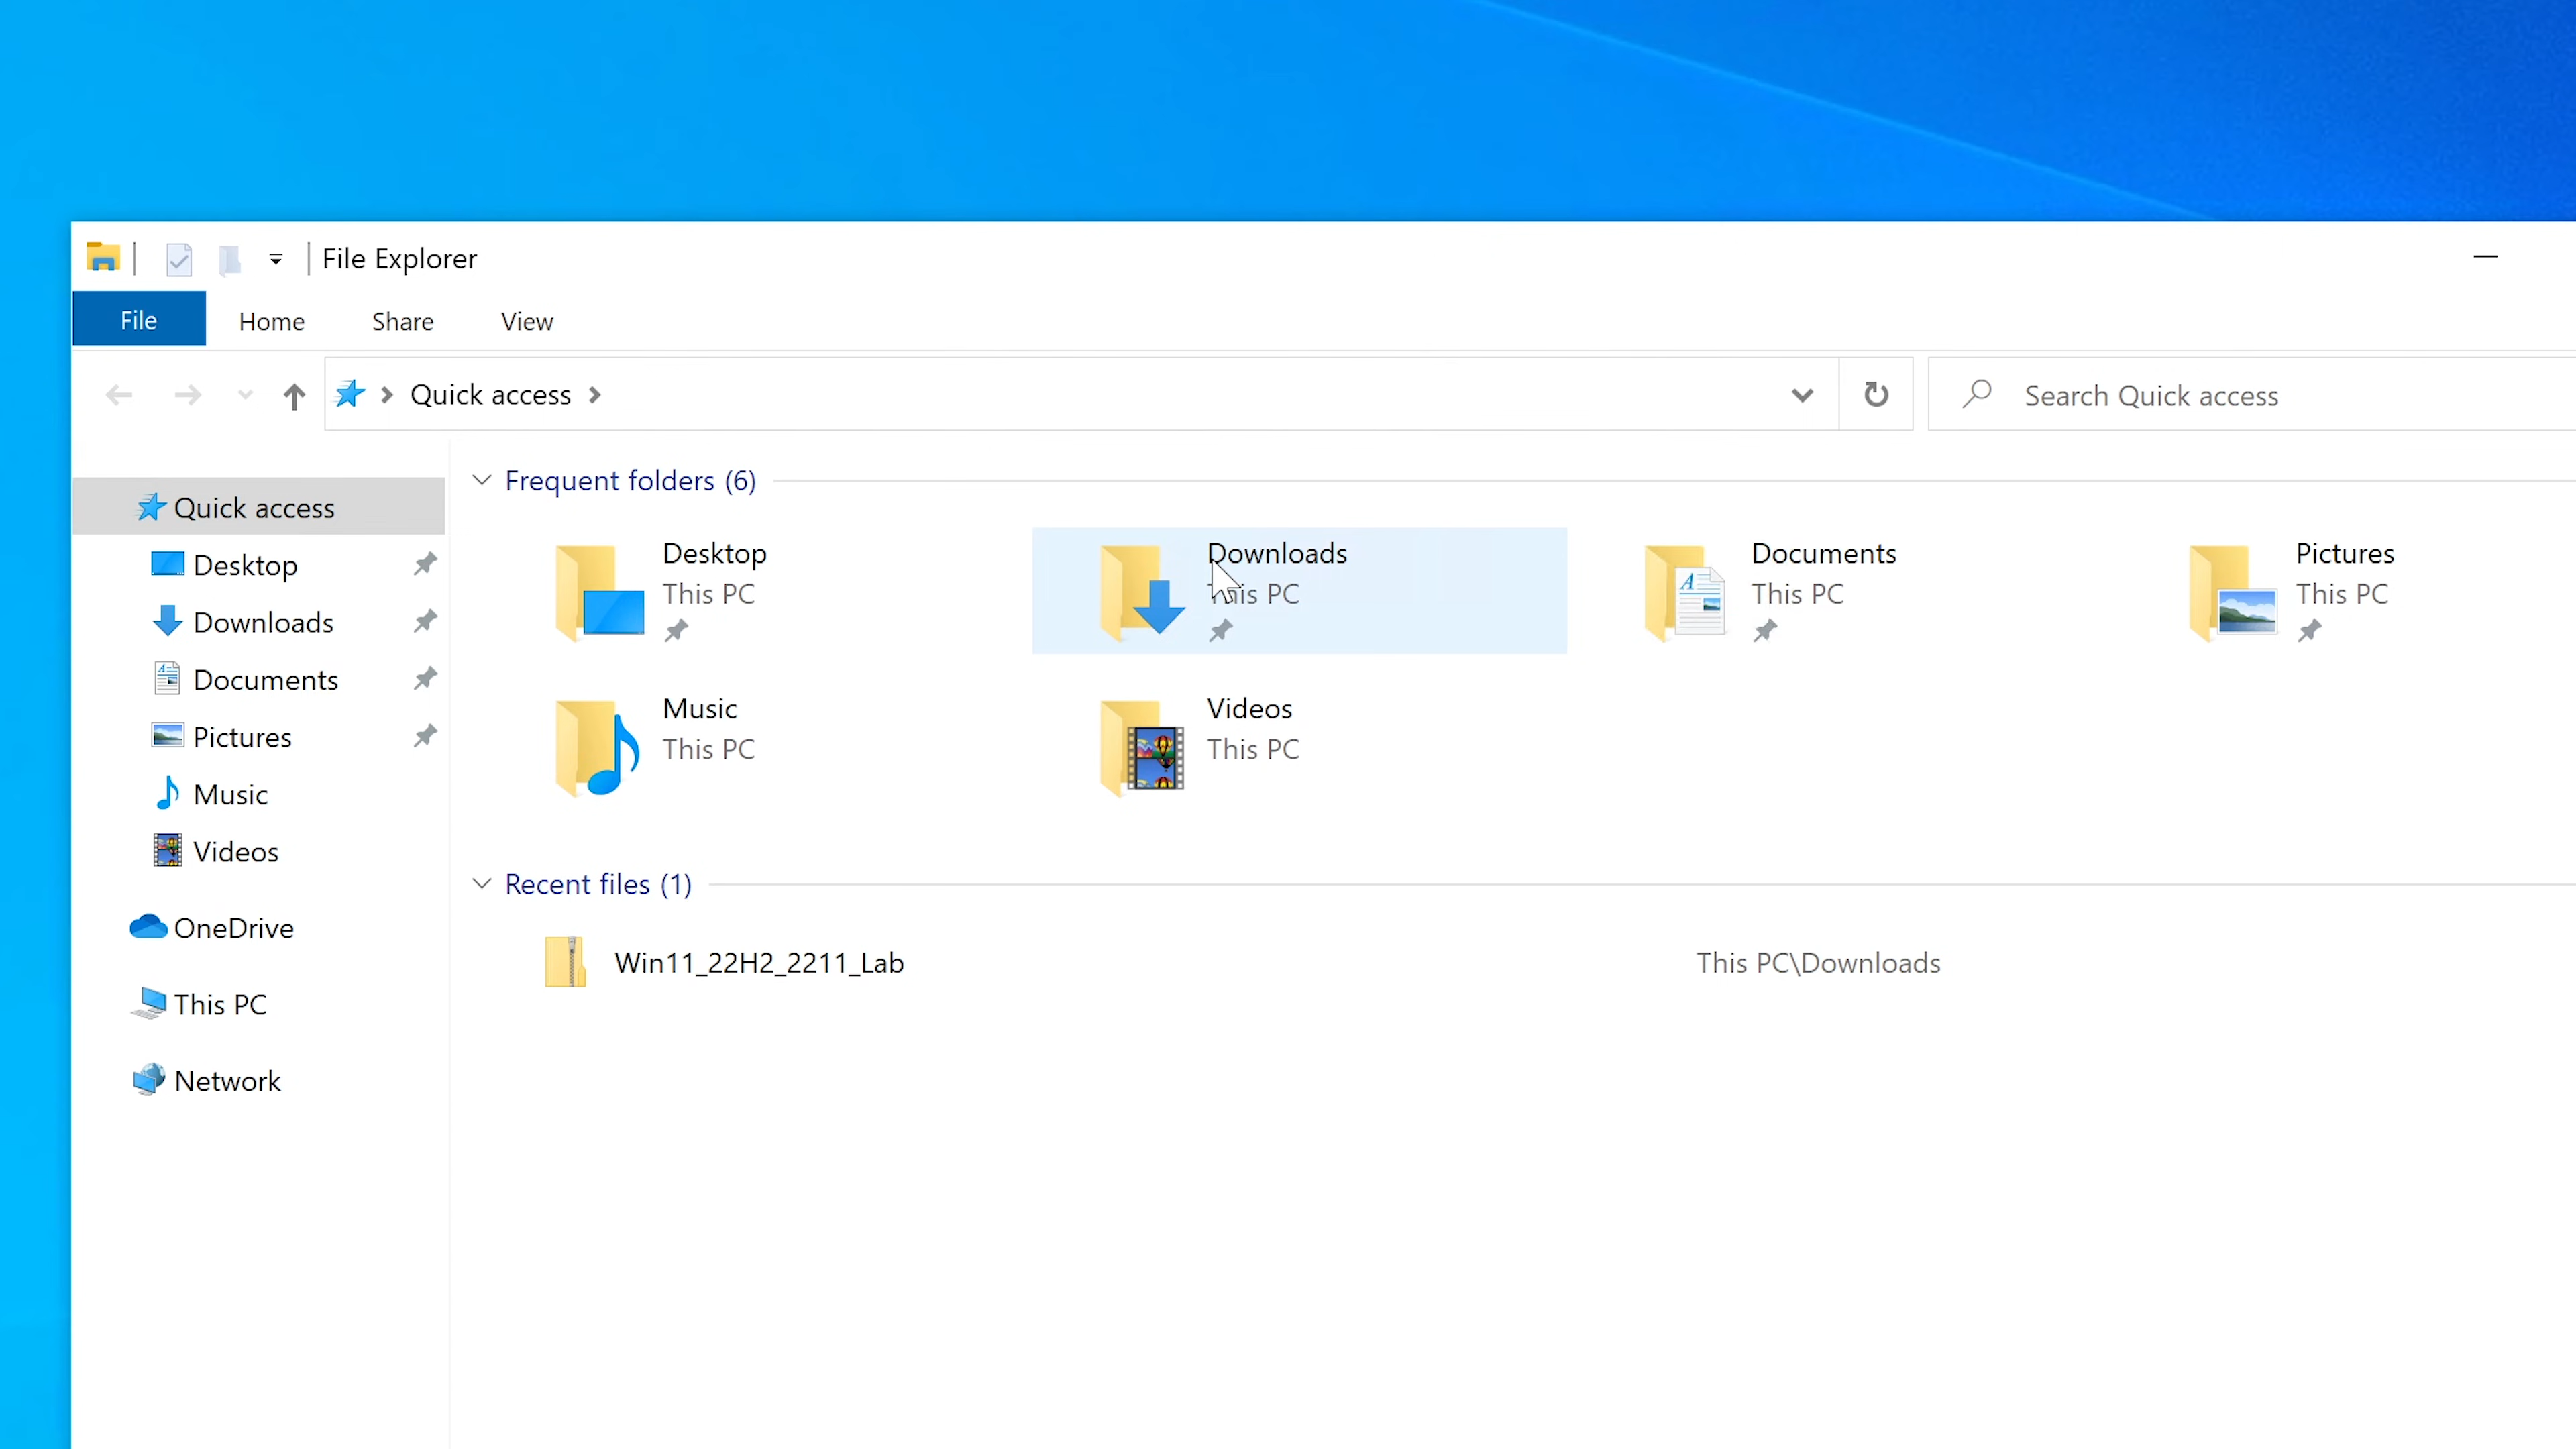 File Explorer
File Home Share View
Quick access
Search Quick access
Quick access
Desktop
Downloads
Documents
Pictures
Music
Videos
OneDrive
This PC
Network
Frequent folders (6)
Desktop
This PC
Downloads
This PC
Documents
This PC
Pictures
This PC
Music
This PC
Videos
This PC
Recent files (1)
Win11_22H2_2211_Lab This PC\Downloads